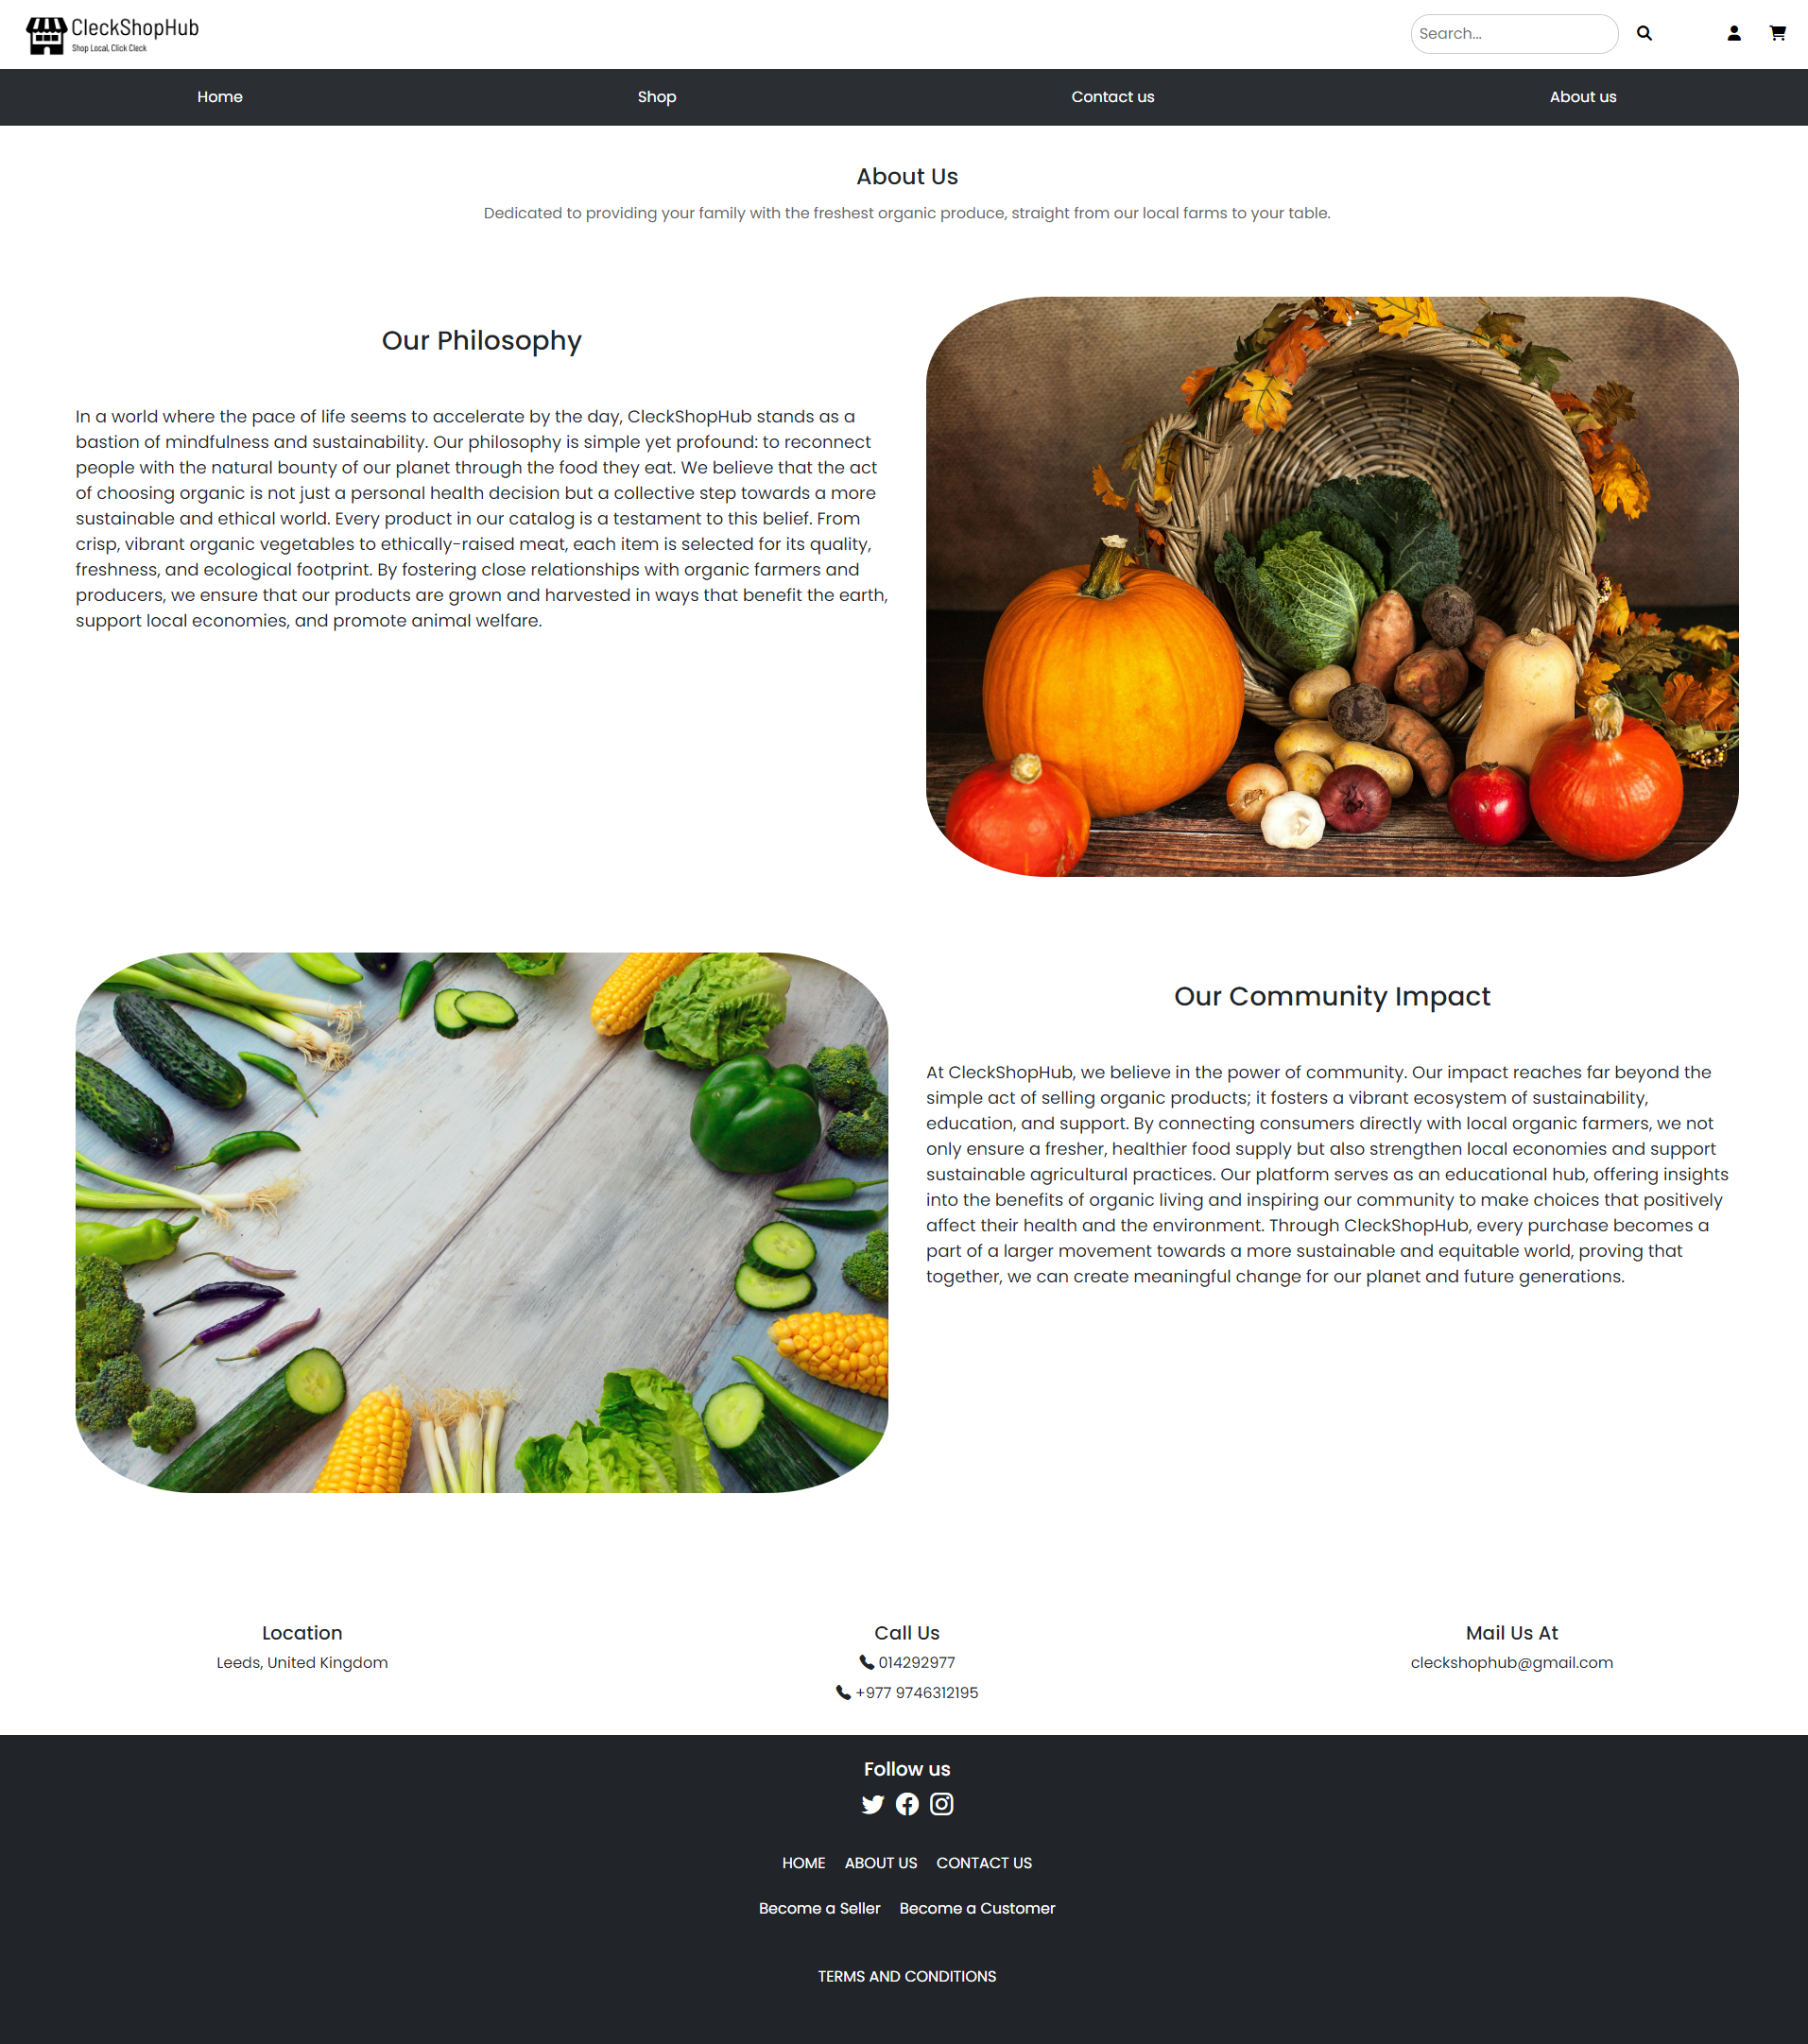 CleckShopHub
Shop Local, Click Cleck
Search...
Home
Shop
Contact us
About us
About Us
Dedicated to providing your family with the freshest organic produce, straight from our local farms to your table.
Our Philosophy
In a world where the pace of life seems to accelerate by the day, CleckShopHub stands as a
bastion of mindfulness and sustainability. Our philosophy is simple yet profound: to reconnect
people with the natural bounty of our planet through the food they eat. We believe that the act
of choosing organic is not just a personal health decision but a collective step towards a more
sustainable and ethical world. Every product in our catalog is a testament to this belief. From
crisp, vibrant organic vegetables to ethically-raised meat, each item is selected for its quality,
freshness, and ecological footprint. By fostering close relationships with organic farmers and
producers, we ensure that our products are grown and harvested in ways that benefit the earth,
support local economies, and promote animal welfare.
Our Community Impact
At CleckShopHub, we believe in the power of community. Our impact reaches far beyond the
simple act of selling organic products; it fosters a vibrant ecosystem of sustainability,
education, and support. By connecting consumers directly with local organic farmers, we not
only ensure a fresher, healthier food supply but also strengthen local economies and support
sustainable agricultural practices. Our platform serves as an educational hub, offering insights
into the benefits of organic living and inspiring our community to make choices that positively
affect their health and the environment. Through CleckShopHub, every purchase becomes a
part of a larger movement towards a more sustainable and equitable world, proving that
together, we can create meaningful change for our planet and future generations.
Location
Leeds, United Kingdom
Call Us
014292977
+977 9746312195
Mail Us At
cleckshophub@gmail.com
Follow us
HOME ABOUT US CONTACT US
Become a Seller Become a Customer
TERMS AND CONDITIONS